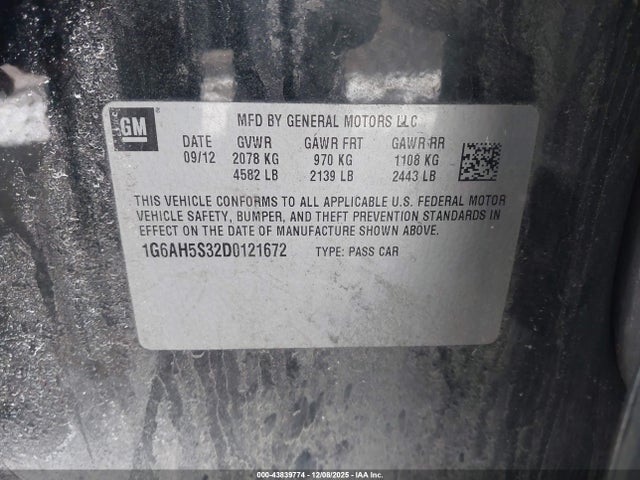 GM®
MFD BY GENERAL MOTORS LLC
DATE GVWR GAWR FRT GAWR RR
09/12 2078 KG 970 KG 1108 KG
4582 LB 2139 LB 2443 LB
THIS VEHICLE CONFORMS TO ALL APPLICABLE U.S. FEDERAL MOTOR
VEHICLE SAFETY, BUMPER, AND THEFT PREVENTION STANDARDS IN
EFFECT ON THE DATE OF MANUFACTURE SHOWN ABOVE.
1G6AH5S32D0121672 TYPE: PASS CAR
000-43839774 | 12/08/2025 | IAA Inc.